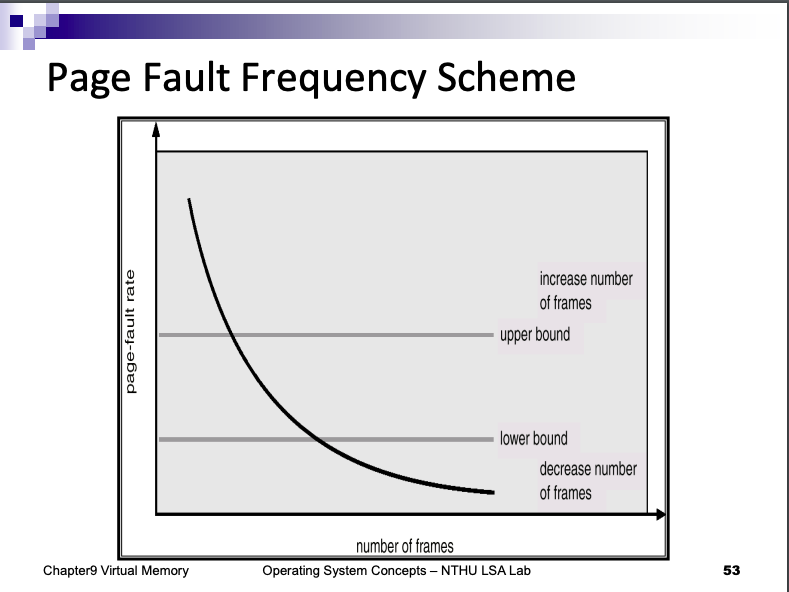 Page Fault Frequency Scheme
page-fault rate
increase number
of frames
upper bound
lower bound
decrease number
of frames
number of frames
Chapter9 Virtual Memory
Operating System Concepts – NTHU LSA Lab
53